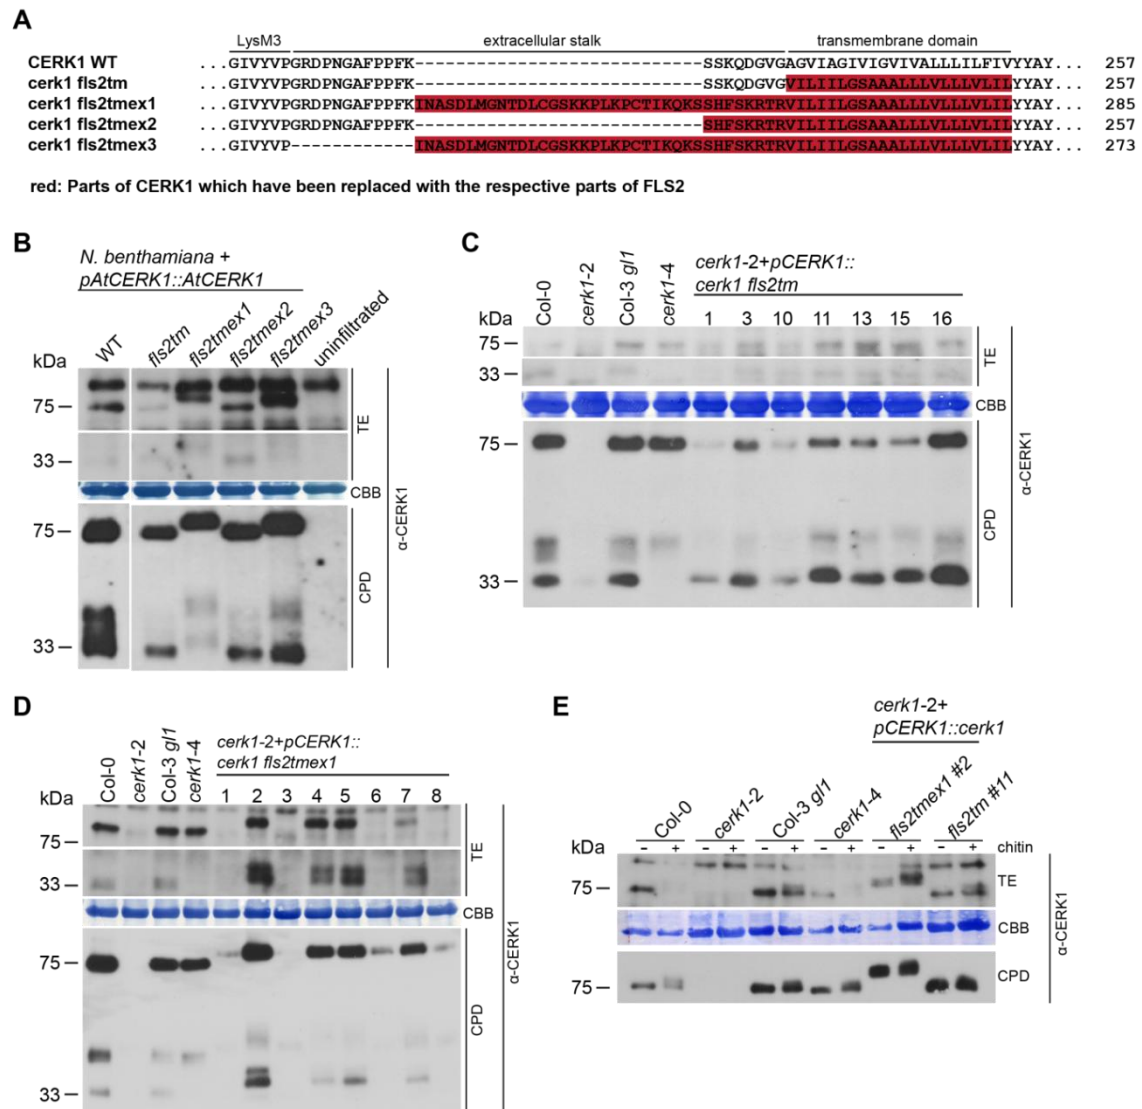 A
LysM3 extracellular stalk transmembrane domain
CERK1 WT ...GIVYVPGRDPNGAFPPFK----------------------------SSKQDGVGAGVIAGIVIGVIVALLLILFIVYYAY... 257
cerk1 fls2tm ...GIVYVPGRDPNGAFPPFK----------------------------SSKQDGVGVILIILGSAAALLLVLLLVLILYYAY... 257
cerk1 fls2tmex1 ...GIVYVPGRDPNGAFPPFKINASDLMGNTDLCGSKKPLKPCTIKQKSSHFSKRTRVILIILGSAAALLLVLLLVLILYYAY... 285
cerk1 fls2tmex2 ...GIVYVPGRDPNGAFPPFK----------------------------SHFSKRTRVILIILGSAAALLLVLLLVLILYYAY... 257
cerk1 fls2tmex3 ...GIVYVP------------INASDLMGNTDLCGSKKPLKPCTIKQKSSHFSKRTRVILIILGSAAALLLVLLLVLILYYAY... 273
red: Parts of CERK1 which have been replaced with the respective parts of FLS2
B
N. benthamiana +
pAtCERK1::AtCERK1
kDa WT fls2tm fls2tmex1 fls2tmex2 fls2tmex3 uninfiltrated
75
33
TE
CBB
75
33
CPD
α-CERK1
C
cerk1-2+pCERK1::
cerk1 fls2tm
kDa Col-0 cerk1-2 Col-3 gl1 cerk1-4 1 3 10 11 13 15 16
75
33
TE
CBB
75
33
CPD
α-CERK1
D
cerk1-2+pCERK1::
cerk1 fls2tmex1
kDa Col-0 cerk1-2 Col-3 gl1 cerk1-4 1 2 3 4 5 6 7 8
75
33
TE
CBB
75
33
CPD
α-CERK1
E
cerk1-2+
pCERK1::cerk1
Col-0 cerk1-2 Col-3 gl1 cerk1-4 fls2tmex1 #2 fls2tm #11
kDa - + - + - + - + - + - + chitin
75
TE
CBB
75
CPD
α-CERK1